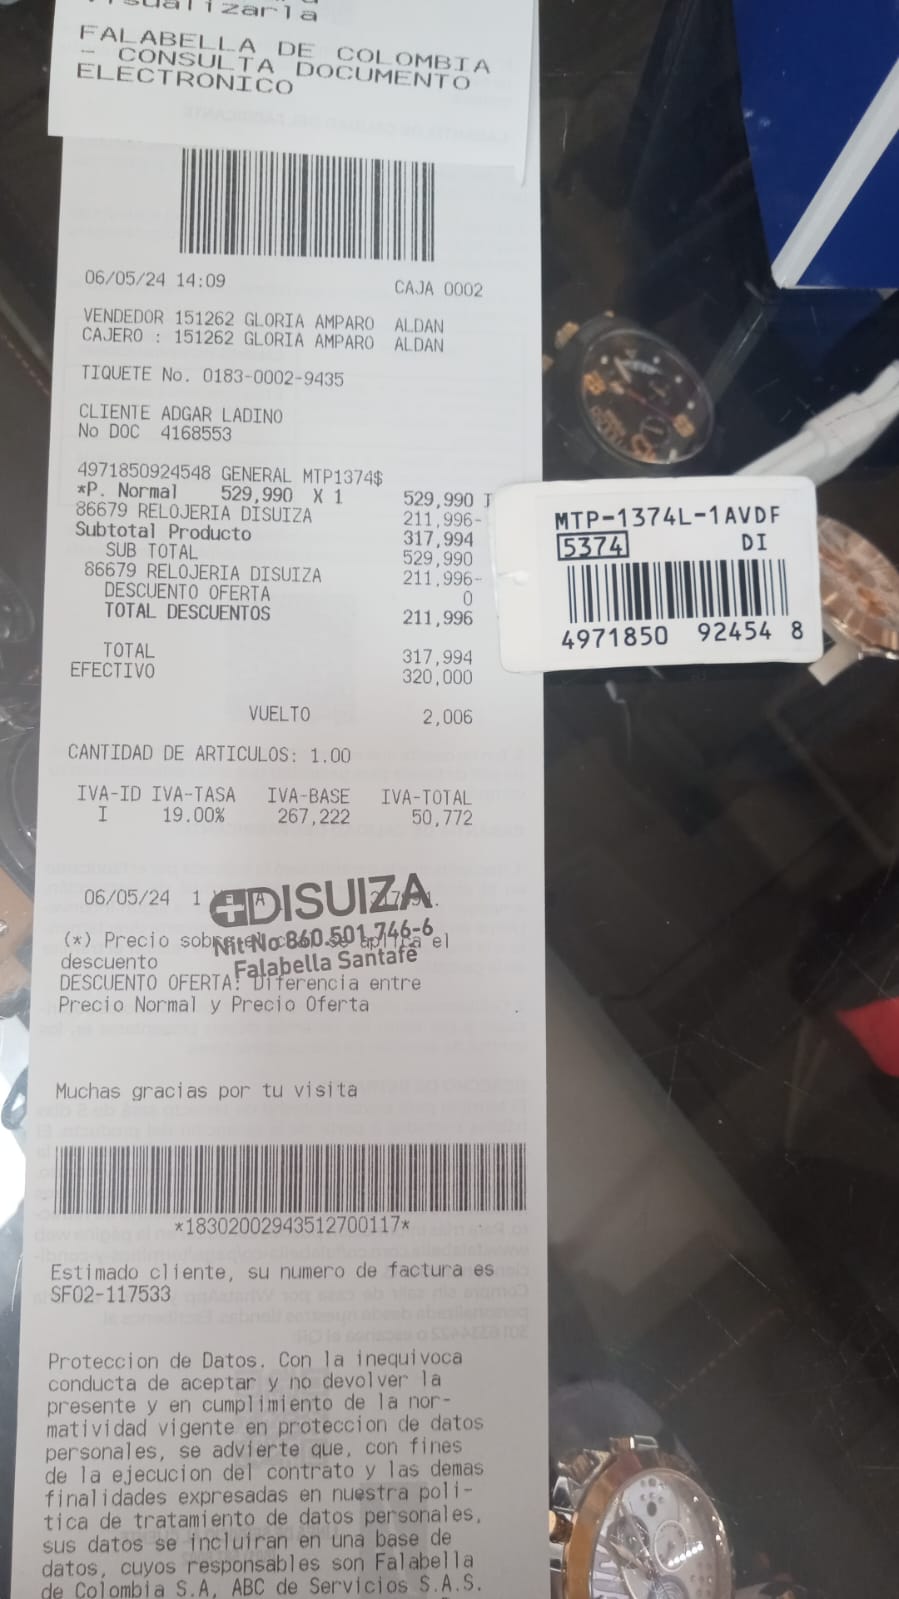 visualizarla
FALABELLA DE COLOMBIA
- CONSULTA DOCUMENTO
ELECTRONICO
06/05/24 14:09 CAJA 0002
VENDEDOR 151262 GLORIA AMPARO ALDAN
CAJERO : 151262 GLORIA AMPARO ALDAN
TIQUETE No. 0183-0002-9435
CLIENTE ADGAR LADINO
No DOC 4168553
4971850924548 GENERAL MTP1374$
*P. Normal 529,990 X 1 529,990 I
86679 RELOJERIA DISUIZA 211,996-
Subtotal Producto 317,994
SUB TOTAL 529,990
86679 RELOJERIA DISUIZA 211,996-
DESCUENTO OFERTA 0
TOTAL DESCUENTOS 211,996
TOTAL 317,994
EFECTIVO 320,000
VUELTO 2,006
CANTIDAD DE ARTICULOS: 1.00
IVA-ID IVA-TASA IVA-BASE IVA-TOTAL
I 19.00% 267,222 50,772
06/05/24 1
DISUIZA
Nit No 860.501.746-6
Falabella Santafé
(*) Precio sobre el cual se aplica el
descuento
DESCUENTO OFERTA: Diferencia entre
Precio Normal y Precio Oferta
Muchas gracias por tu visita
*18302002943512700117*
Estimado cliente, su numero de factura es
SF02-117533
Proteccion de Datos. Con la inequivoca
conducta de aceptar y no devolver la
presente y en cumplimiento de la nor-
matividad vigente en proteccion de datos
personales, se advierte que, con fines
de la ejecucion del contrato y las demas
finalidades expresadas en nuestra poli-
tica de tratamiento de datos personales,
sus datos se incluiran en una base de
datos, cuyos responsables son Falabella
de Colombia S.A, ABC de Servicios S.A.S.
MTP-1374L-1AVDF
5374 DI
4971850 92454 8